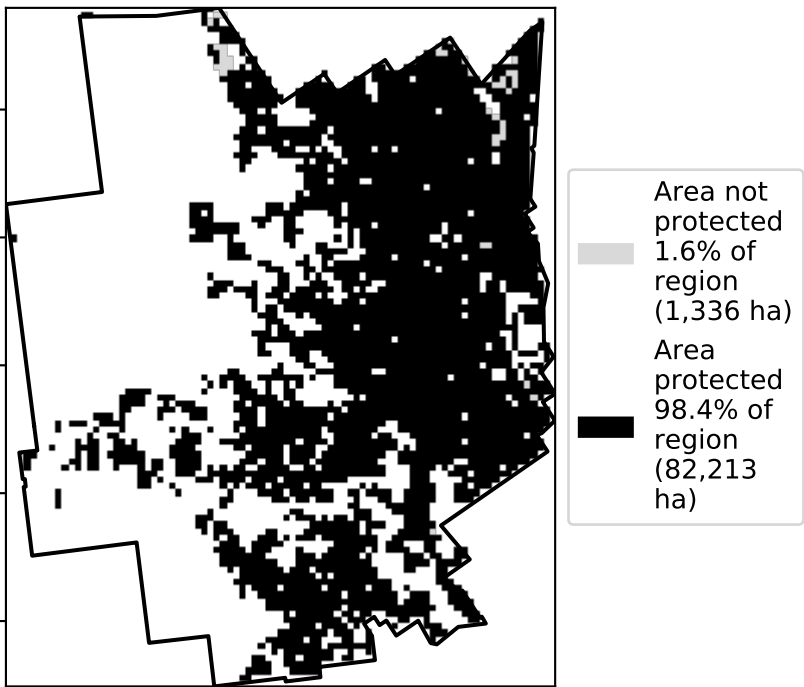 Area not
protected
1.6% of
region
(1,336 ha)
Area
protected
98.4% of
region
(82,213
ha)